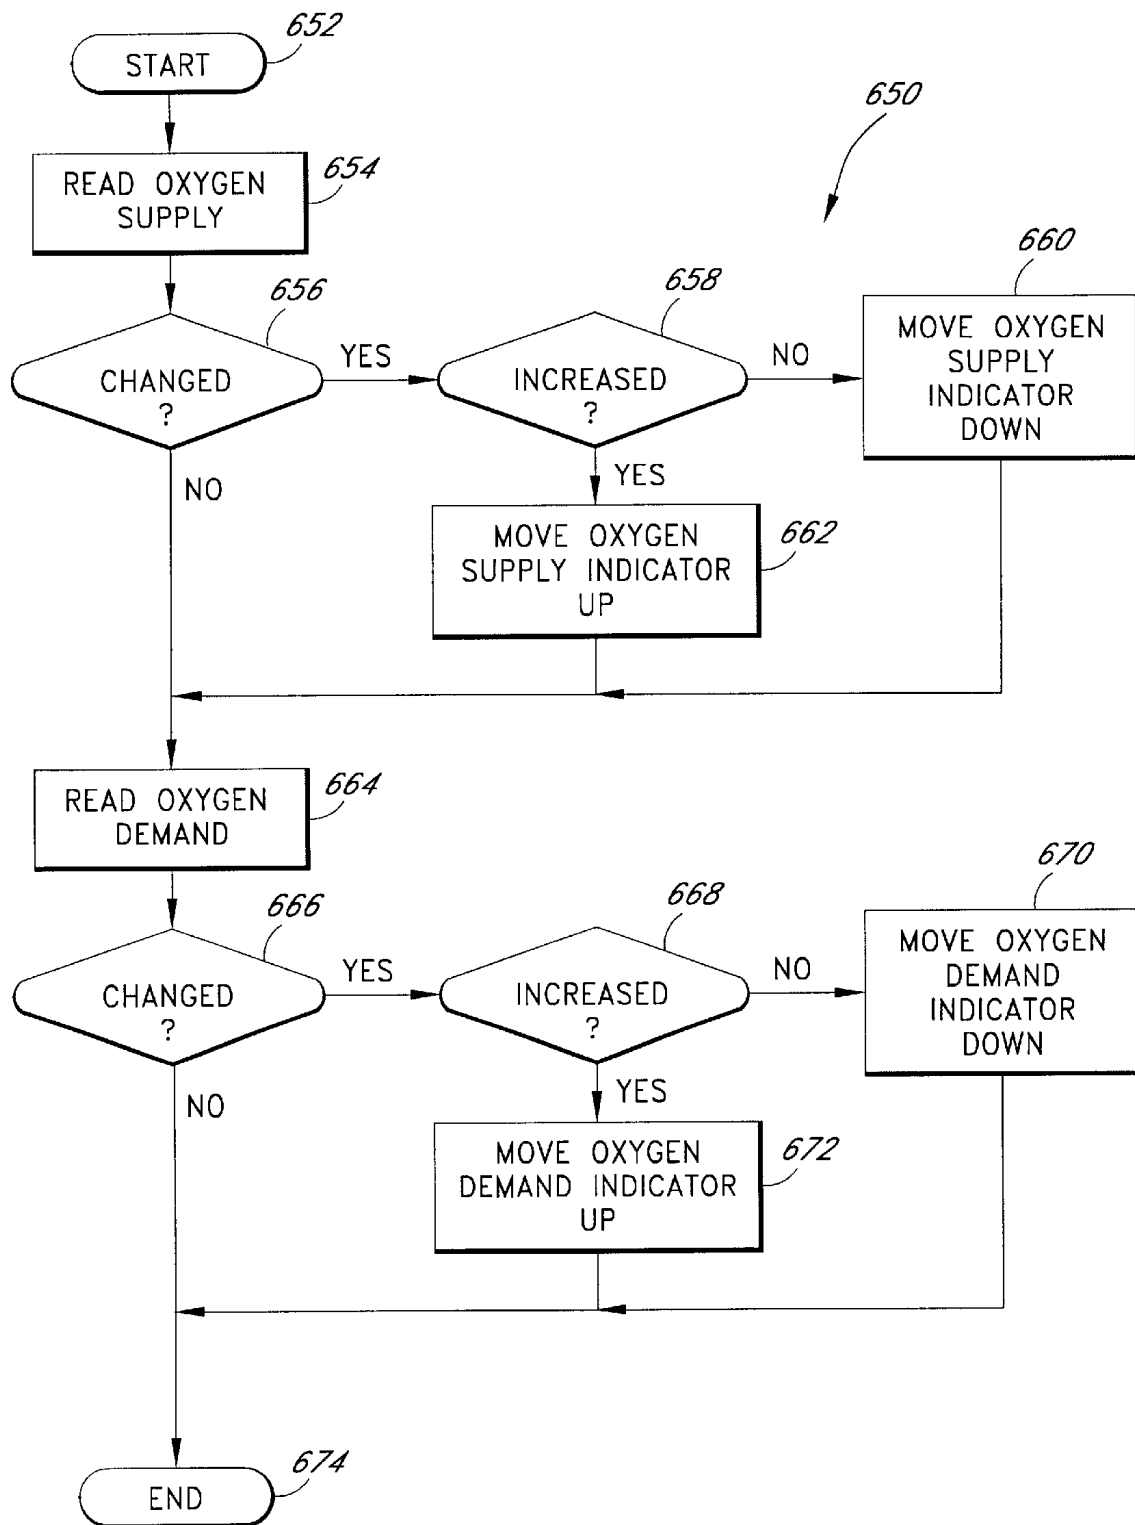 652
START
650
654
READ OXYGEN
SUPPLY
660
656
658
MOVE OXYGEN
SUPPLY
INDICATOR
DOWN
YES
NO
CHANGED
?
INCREASED
?
NO
YES
662
MOVE OXYGEN
SUPPLY INDICATOR
UP
664
READ OXYGEN
DEMAND
670
666
668
MOVE OXYGEN
DEMAND
INDICATOR
DOWN
YES
NO
CHANGED
?
INCREASED
?
NO
YES
672
MOVE OXYGEN
DEMAND INDICATOR
UP
674
END